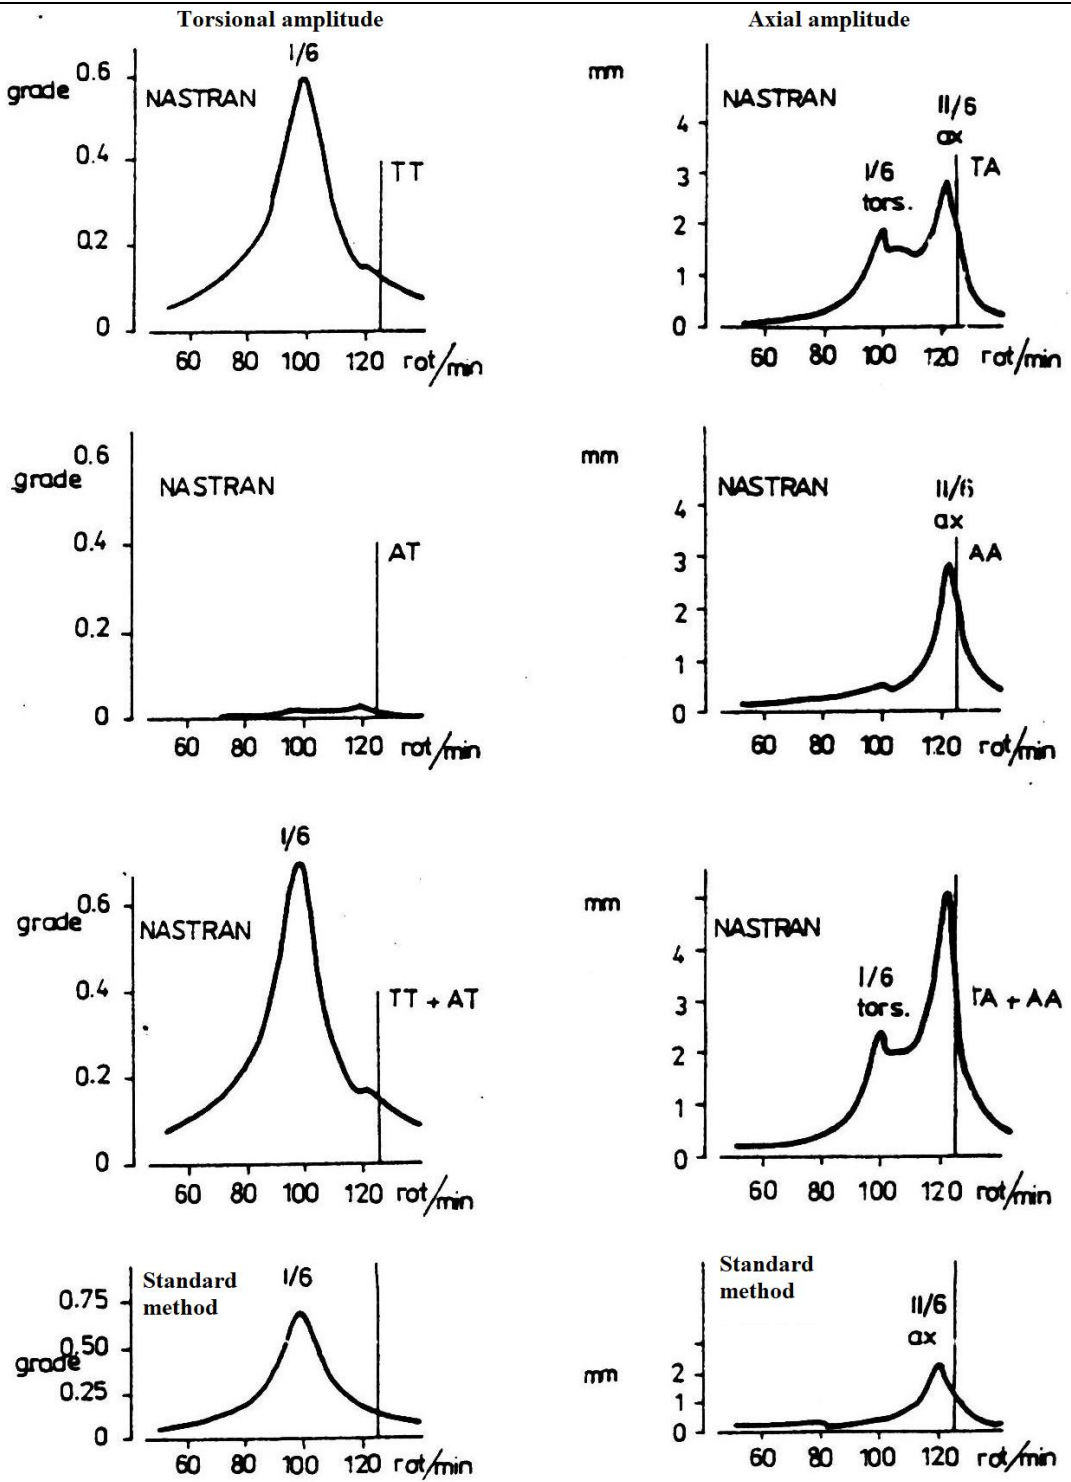 Torsional amplitude
I/6
grade
0.6
NASTRAN
0.4
TT
0.2
0
60 80 100 120 rot/min
Axial amplitude
mm
NASTRAN
II/6
ax
4
I/6
tors.
TA
3
2
1
0
60 80 100 120 rot/min
0.6
grade
NASTRAN
0.4
AT
0.2
0
60 80 100 120 rot/min
mm
NASTRAN
II/6
ax
4
AA
3
2
1
0
60 80 100 120 rot/min
I/6
grade
0.6
NASTRAN
0.4
TT + AT
0.2
0
60 80 100 120 rot/min
mm
NASTRAN
4
I/6
tors.
TA + AA
3
2
1
0
60 80 100 120 rot/min
Standard
method
I/6
0.75
0.50
grade
0.25
0
60 80 100 120 rot/min
Standard
method
II/6
ax
mm
2
1
0
60 80 100 120 rot/min